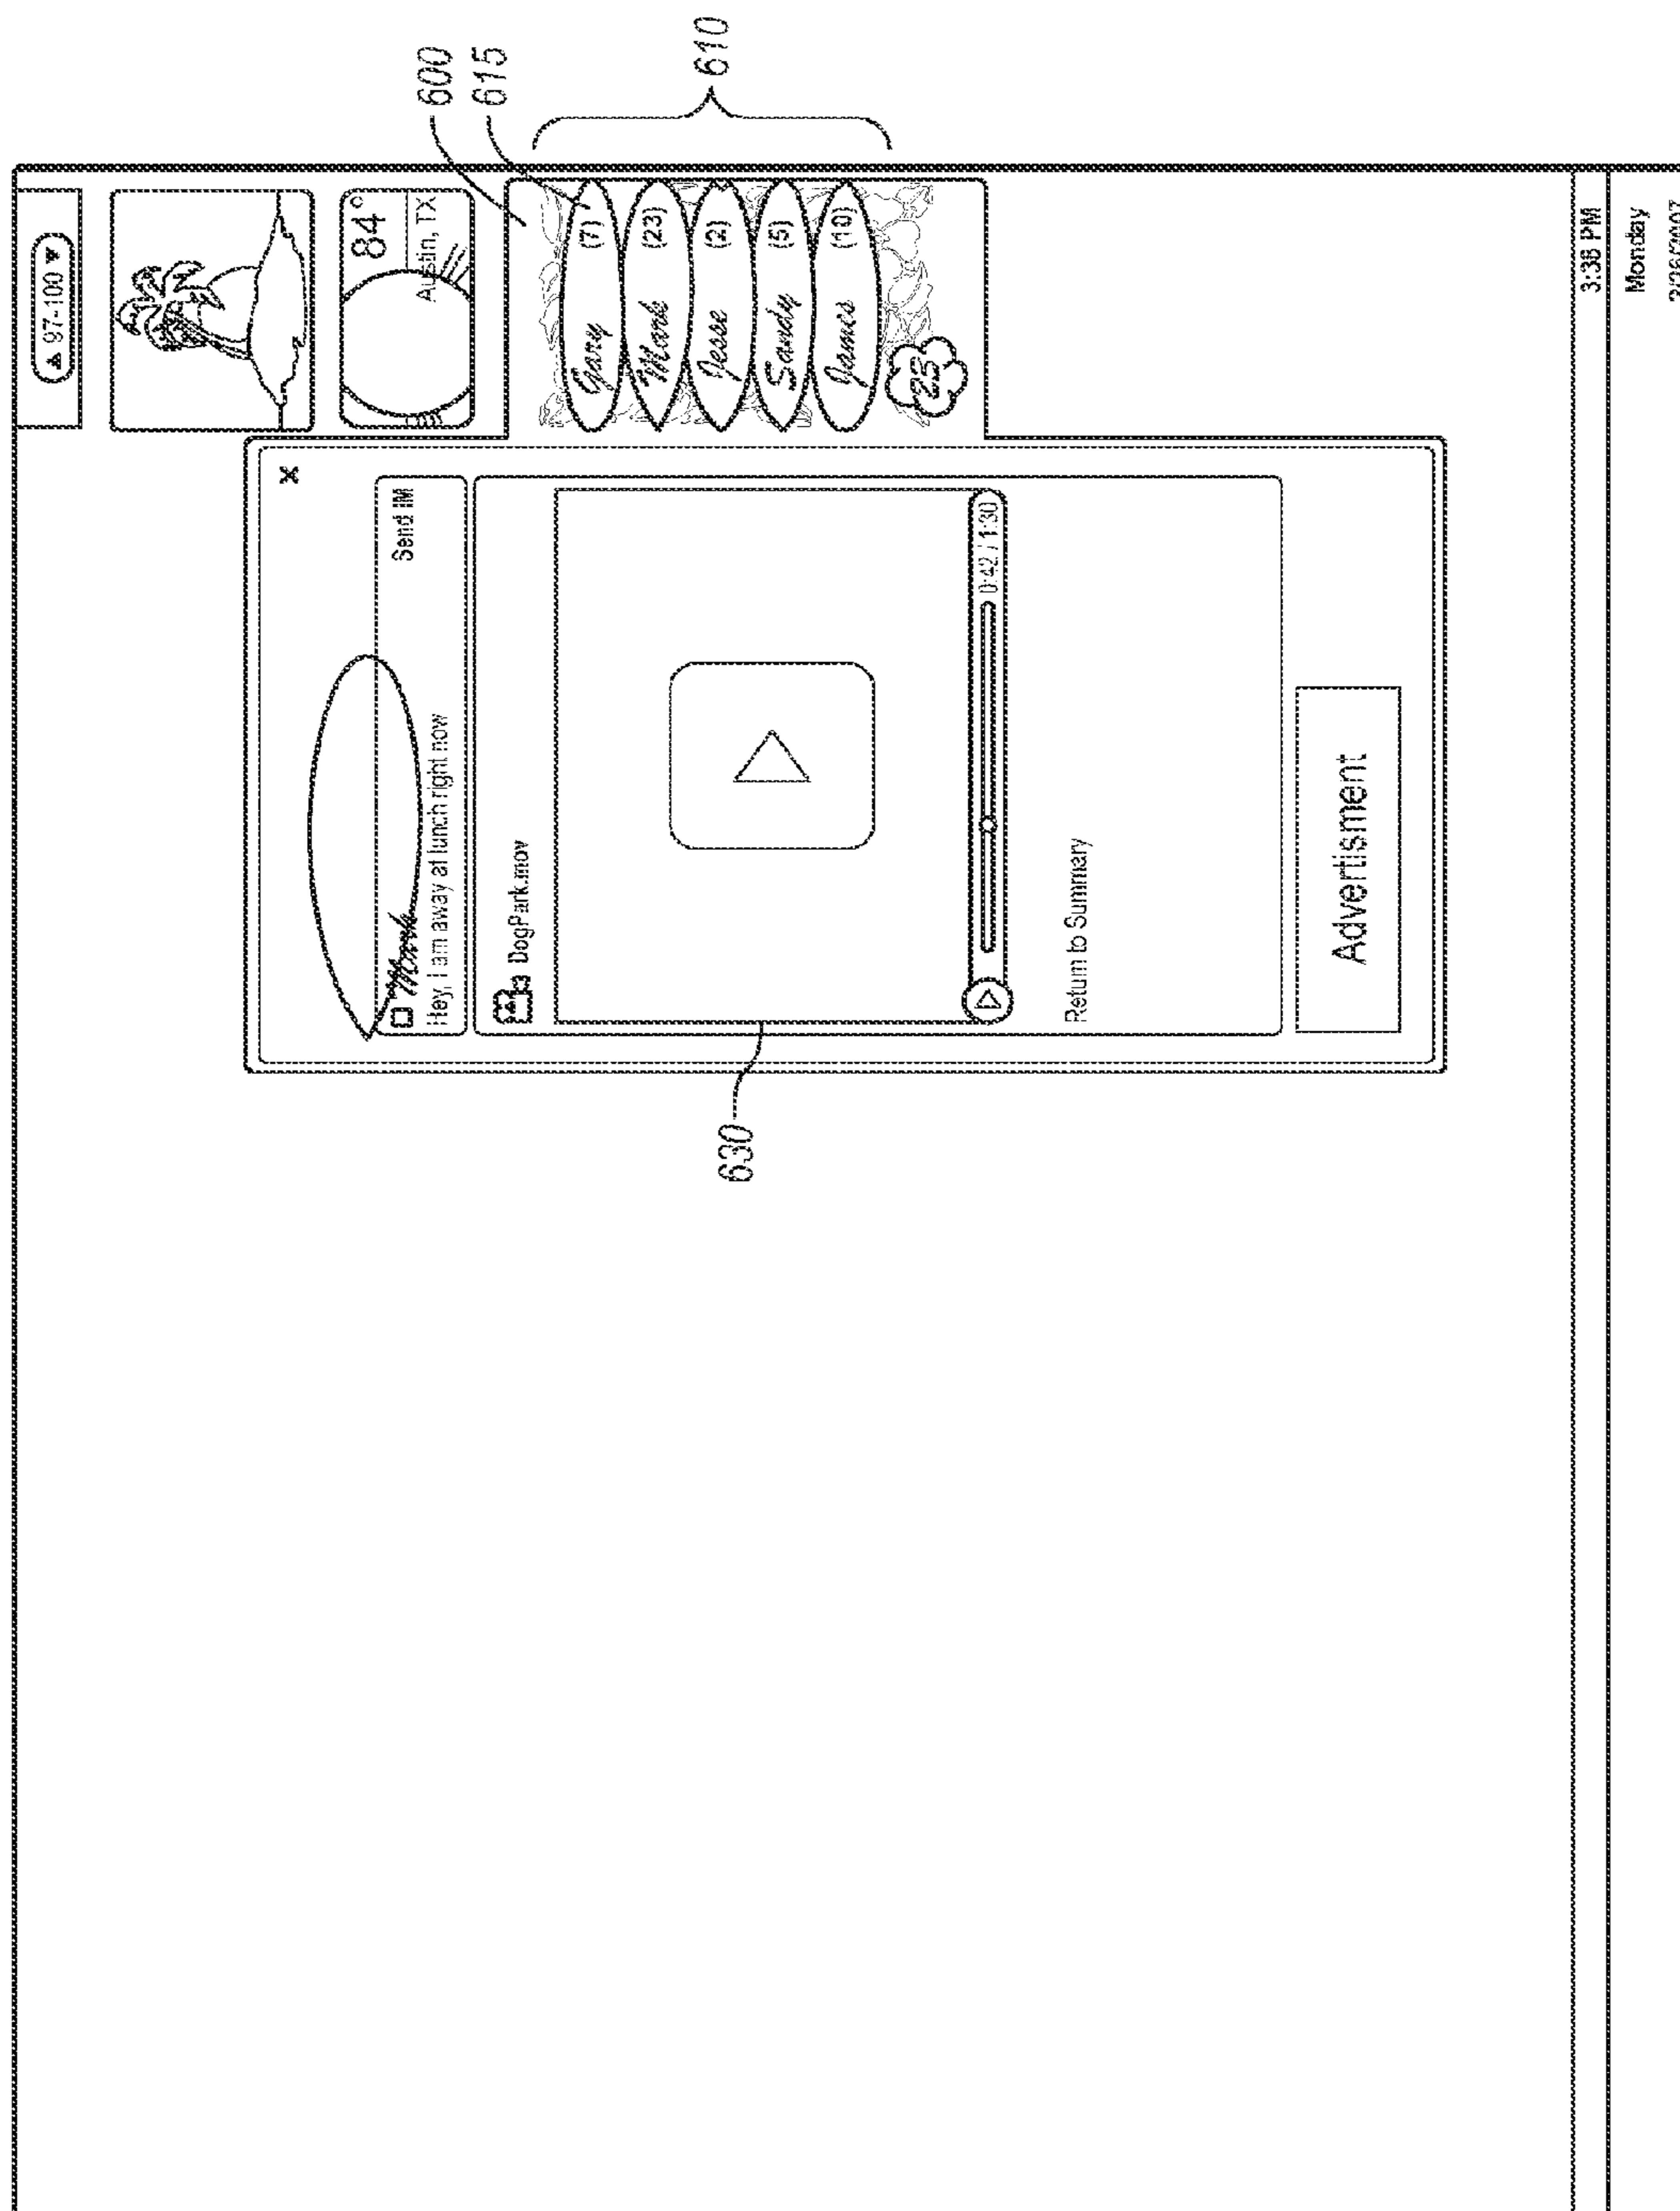 97-100
84°
Austin, TX
600
615
610
Gary (7)
Mark (23)
Jesse (2)
Sandy (5)
James (10)
25
x
Mark
Send IM
Hey, I am away at lunch right now
DogPark.mov
0:42 / 1:30
Return to Summary
Advertisment
630
3:38 PM
Monday